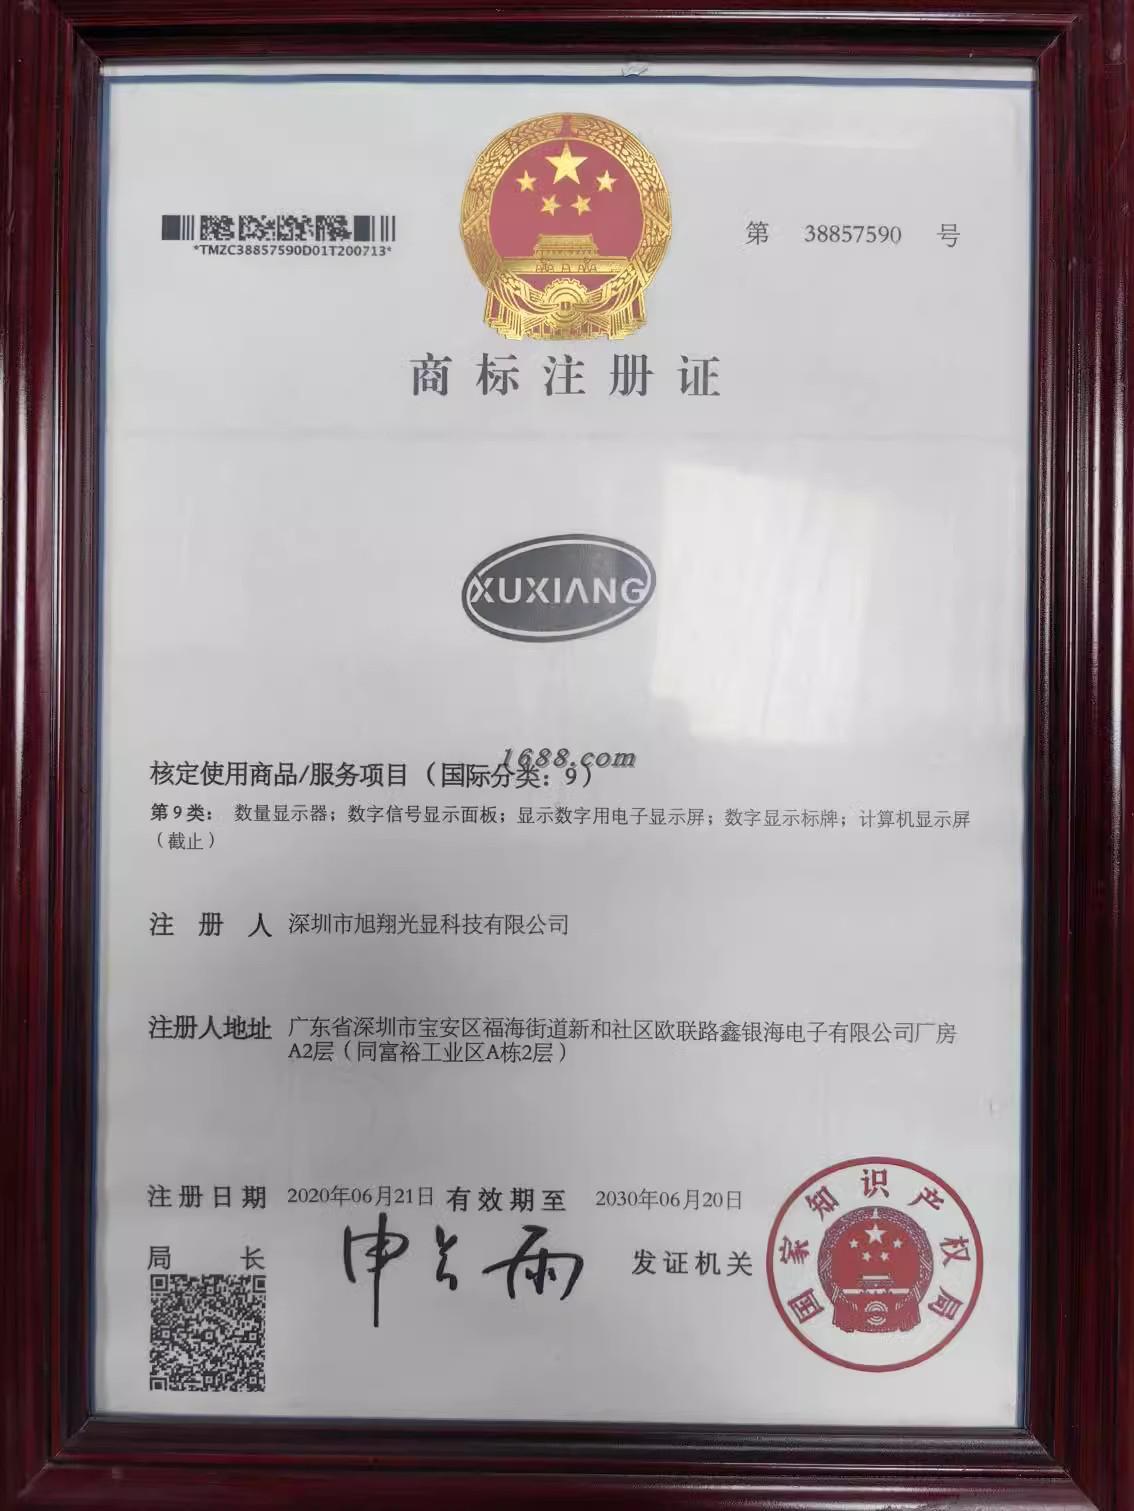 *TMZC38857590D01T200713*
第 38857590 号
商标注册证
XUXIANG
1688.com
核定使用商品/服务项目（国际分类：9）
第9类：数量显示器；数字信号显示面板；显示数字用电子显示屏；数字显示标牌；计算机显示屏
（截止）
注册人 深圳市旭翔光显科技有限公司
注册人地址 广东省深圳市宝安区福海街道新和社区欧联路鑫银海电子有限公司厂房
A2层（同富裕工业区A栋2层）
注册日期 2020年06月21日 有效期至 2030年06月20日
局长 申长雨 发证机关
国家知识产权局